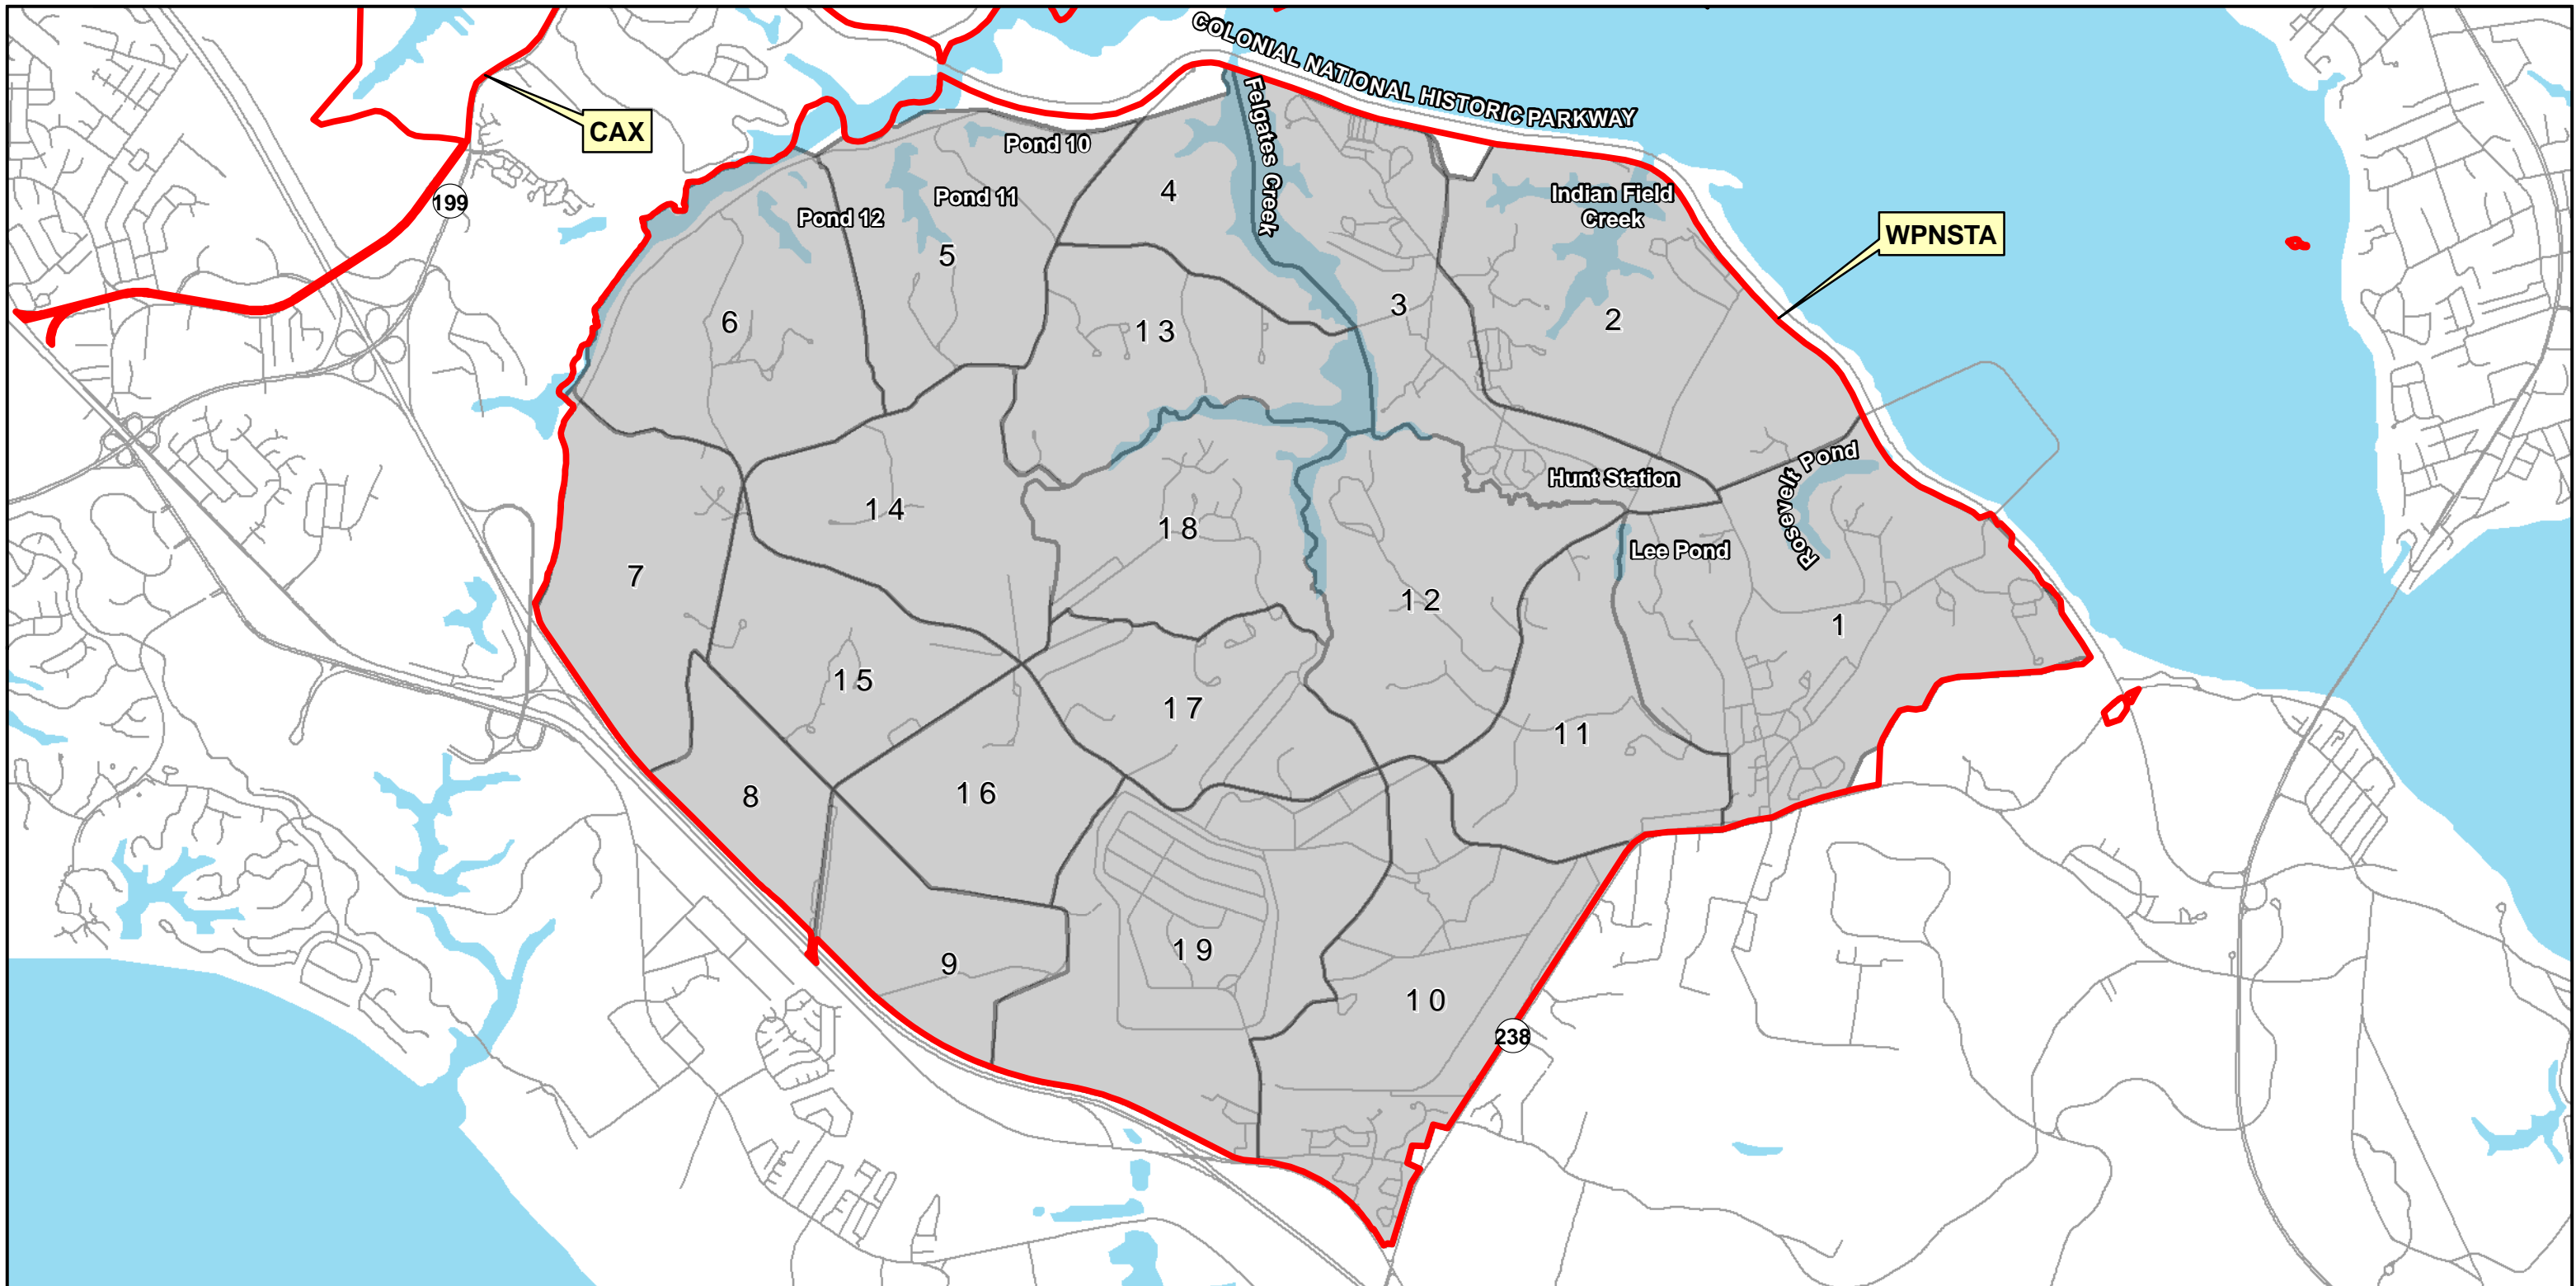 COLONIAL NATIONAL HISTORIC PARKWAY
CAX
Felgates Creek
Pond 10
4
199
Pond 12
Pond 11
Indian Field
Creek
WPNSTA
5
3
6
13
2
Rosevelt Pond
Hunt Station
14
18
Lee Pond
7
12
1
15
17
11
8
16
19
9
10
238